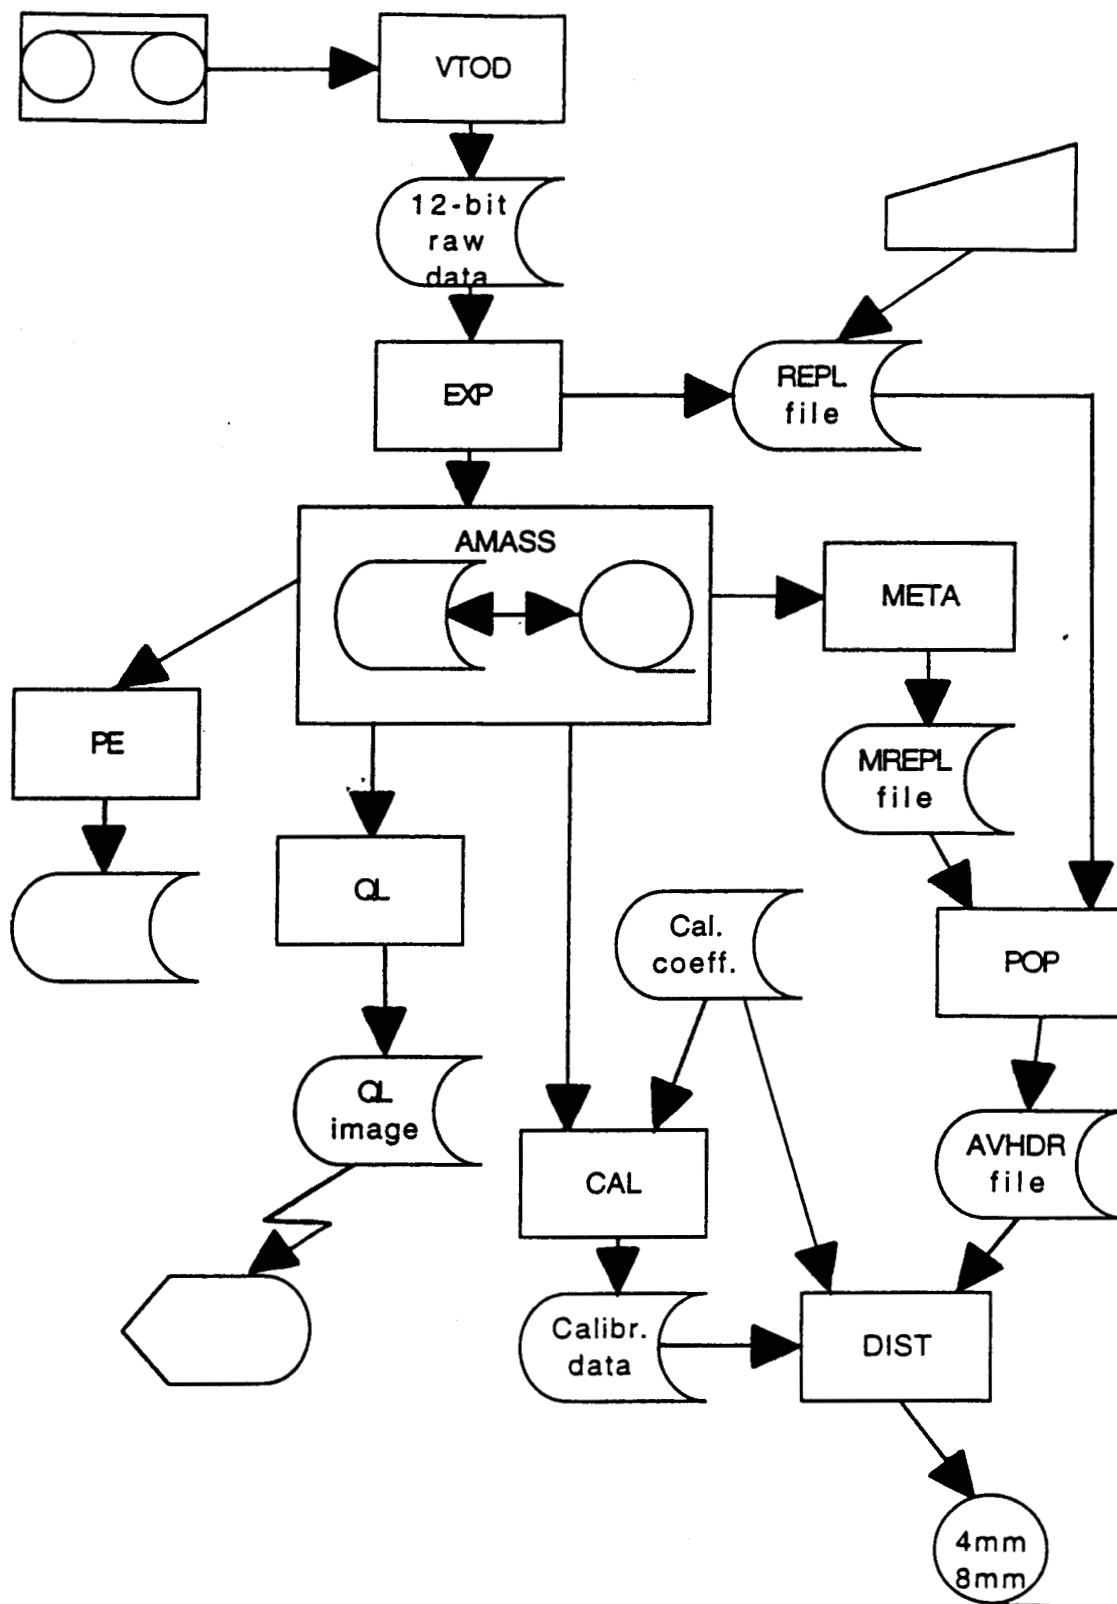 VTOD
12-bit
raw
data
EXP
REPL
file
AMASS
META
PE
MREPL
file
QL
Cal.
coeff.
POP
QL
image
CAL
AVHDR
file
Calibr.
data
DIST
4mm
8mm